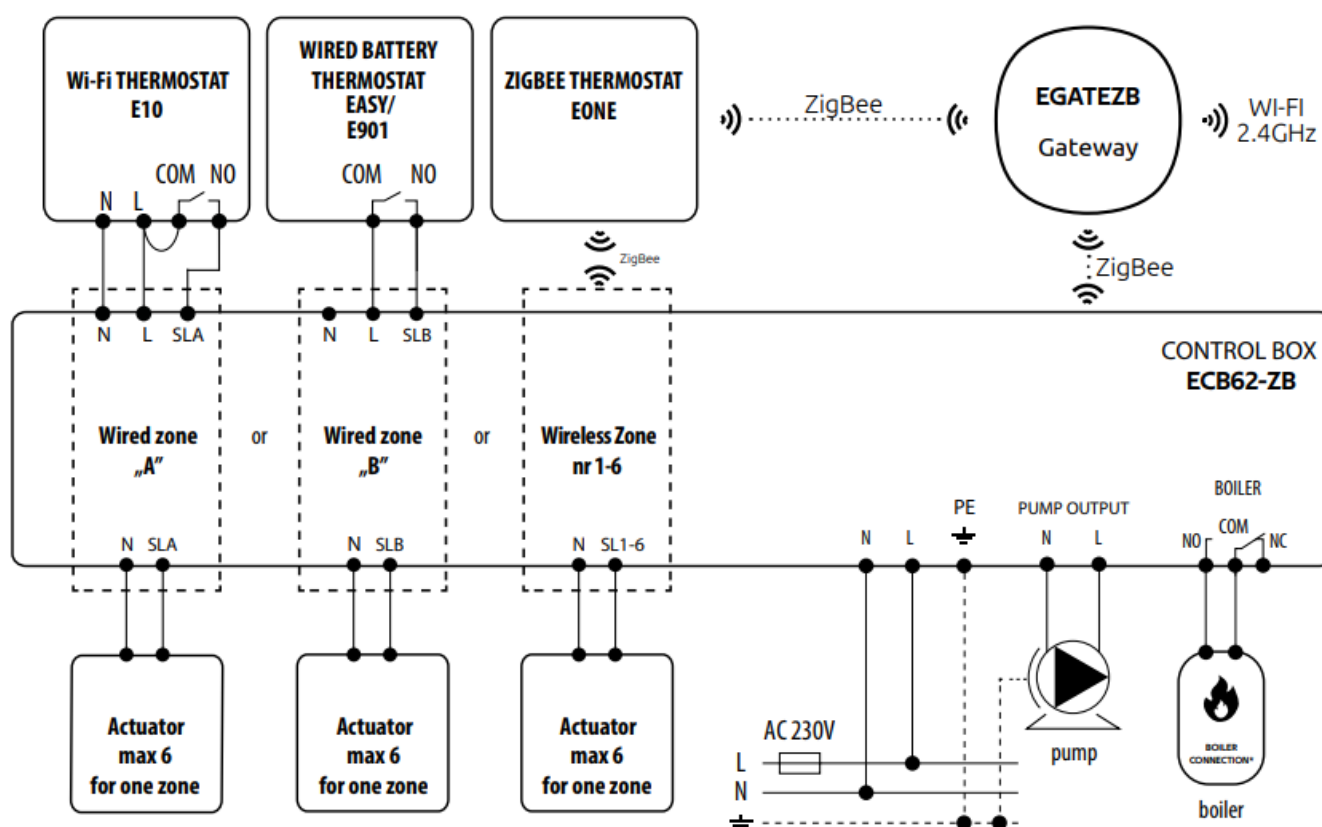 Wi-Fi THERMOSTAT
E10
COM NO
N L
WIRED BATTERY
THERMOSTAT
EASY/
E901
COM NO
ZIGBEE THERMOSTAT
EONE
ZigBee
EGATEZB
Gateway
WI-FI
2.4GHz
ZigBee
ZigBee
N L SLA
N L SLB
CONTROL BOX
ECB62-ZB
Wired zone
„A”
or
Wired zone
„B”
or
Wireless Zone
nr 1-6
N SLA
N SLB
N SL1-6
N L
PE
PUMP OUTPUT
N L
BOILER
NO COM NC
Actuator
max 6
for one zone
Actuator
max 6
for one zone
Actuator
max 6
for one zone
AC 230V
L
N
pump
BOILER
CONNECTION*
boiler